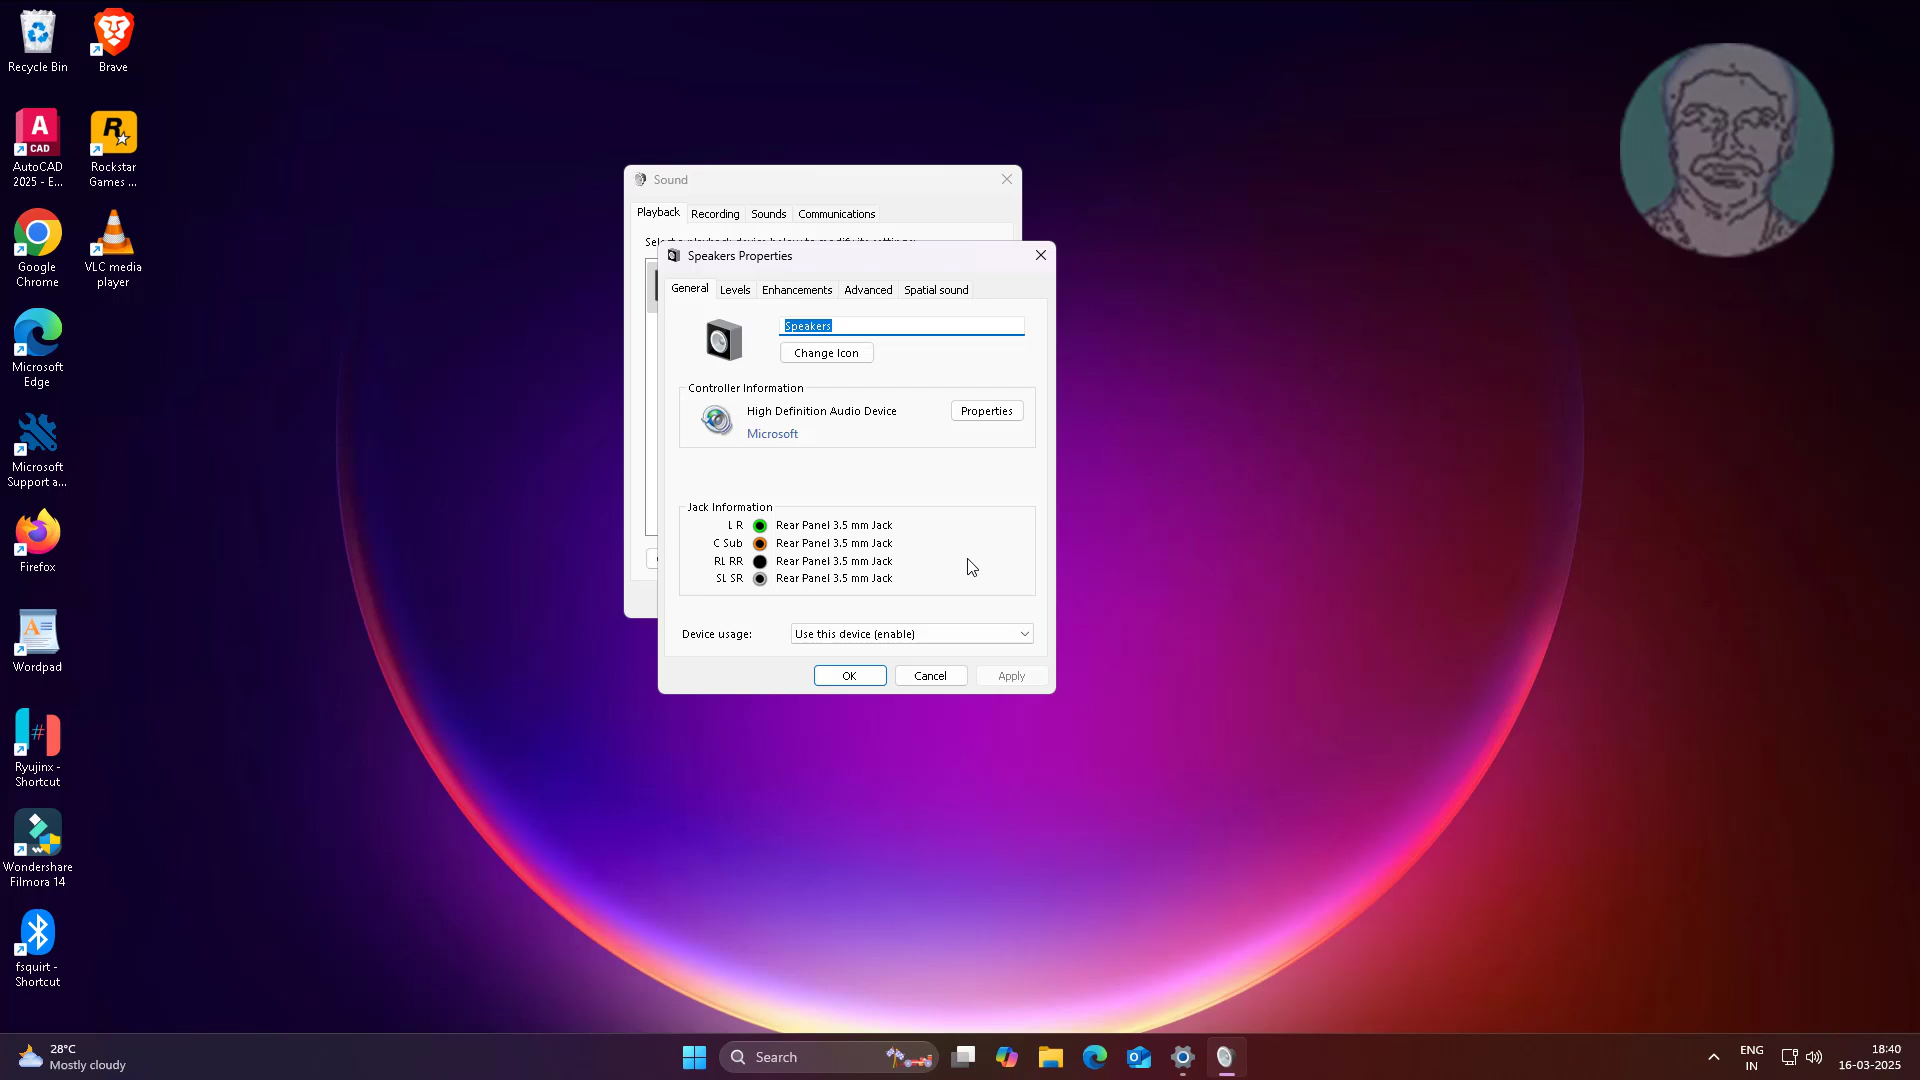 Recycle Bin
Brave
A
CAD
AutoCAD
2025 - E...
R
Rockstar
Games ...
Google
Chrome
VLC media
player
Microsoft
Edge
Microsoft
Support a...
Firefox
Wordpad
Ryujinx -
Shortcut
Wondershare
Filmora 14
fsquirt -
Shortcut
Sound
Playback Recording Sounds Communications
Speakers Properties
General Levels Enhancements Advanced Spatial sound
Speakers
Change Icon
Controller Information
High Definition Audio Device
Properties
Microsoft
Jack Information
L R Rear Panel 3.5 mm Jack
C Sub Rear Panel 3.5 mm Jack
RL RR Rear Panel 3.5 mm Jack
SL SR Rear Panel 3.5 mm Jack
Device usage: Use this device (enable)
OK Cancel Apply
28°C
Mostly cloudy
Search
ENG
IN
18:40
16-03-2025